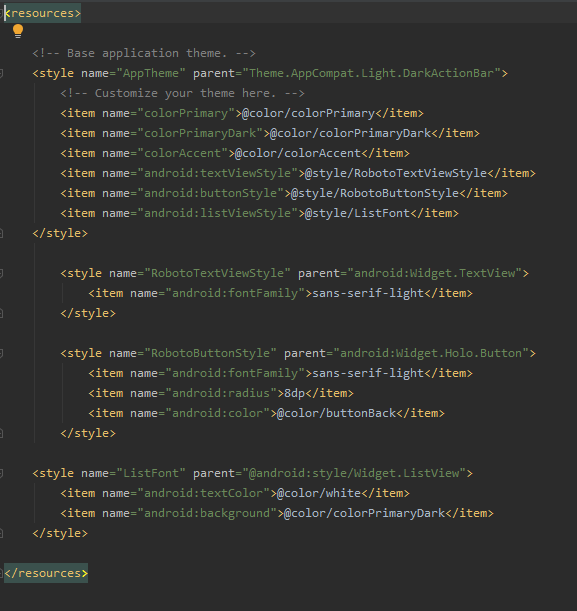 <resources>
<!-- Base application theme. -->
<style name="AppTheme" parent="Theme.AppCompat.Light.DarkActionBar">
<!-- Customize your theme here. -->
<item name="colorPrimary">@color/colorPrimary</item>
<item name="colorPrimaryDark">@color/colorPrimaryDark</item>
<item name="colorAccent">@color/colorAccent</item>
<item name="android:textViewStyle">@style/RobotoTextViewStyle</item>
<item name="android:buttonStyle">@style/RobotoButtonStyle</item>
<item name="android:listViewStyle">@style/ListFont</item>
</style>
<style name="RobotoTextViewStyle" parent="android:Widget.TextView">
<item name="android:fontFamily">sans-serif-light</item>
</style>
<style name="RobotoButtonStyle" parent="android:Widget.Holo.Button">
<item name="android:fontFamily">sans-serif-light</item>
<item name="android:radius">8dp</item>
<item name="android:color">@color/buttonBack</item>
</style>
<style name="ListFont" parent="@android:style/Widget.ListView">
<item name="android:textColor">@color/white</item>
<item name="android:background">@color/colorPrimaryDark</item>
</style>
</resources>